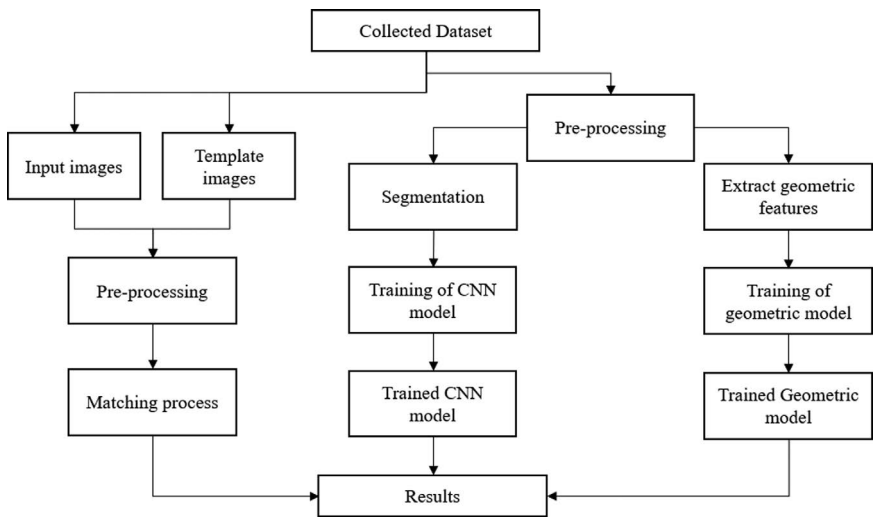 Collected Dataset
Pre-processing
Input images
Template
images
Segmentation
Extract geometric
features
Pre-processing
Training of CNN
model
Training of
geometric model
Matching process
Trained CNN
model
Trained Geometric
model
Results